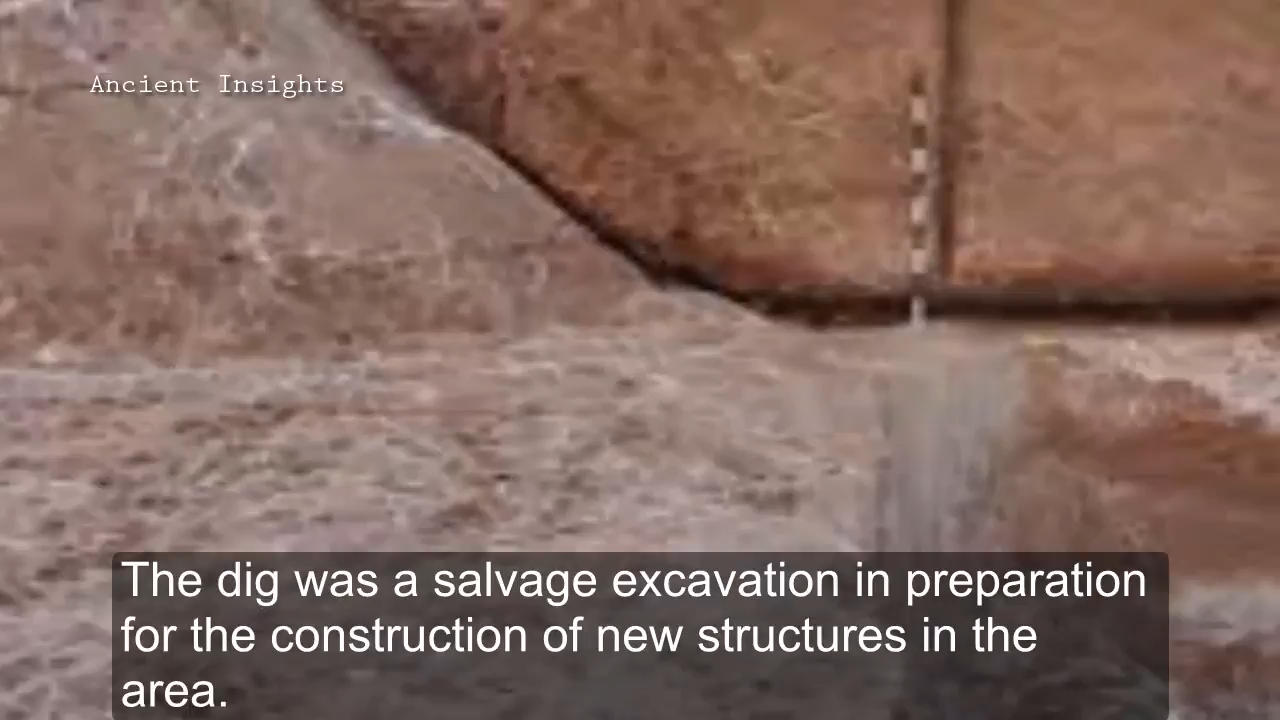 Ancient Insights
The dig was a salvage excavation in preparation
for the construction of new structures in the
area.